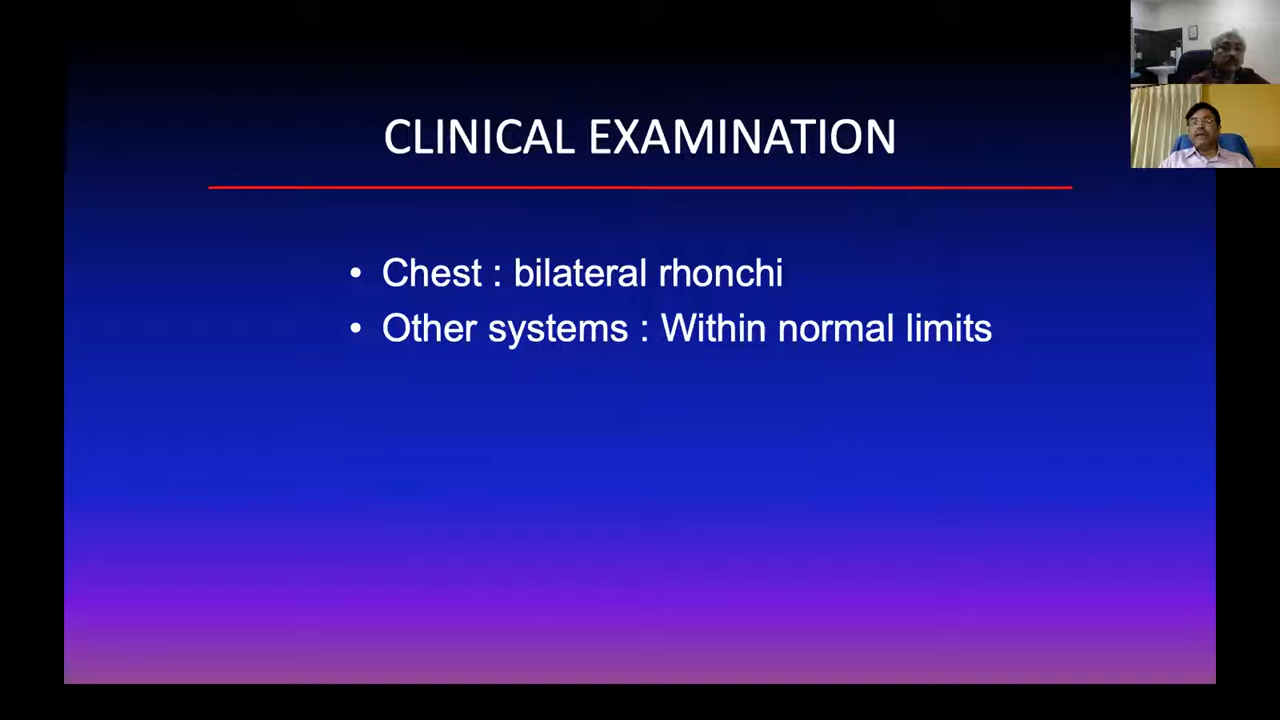 CLINICAL EXAMINATION
• Chest : bilateral rhonchi
• Other systems : Within normal limits